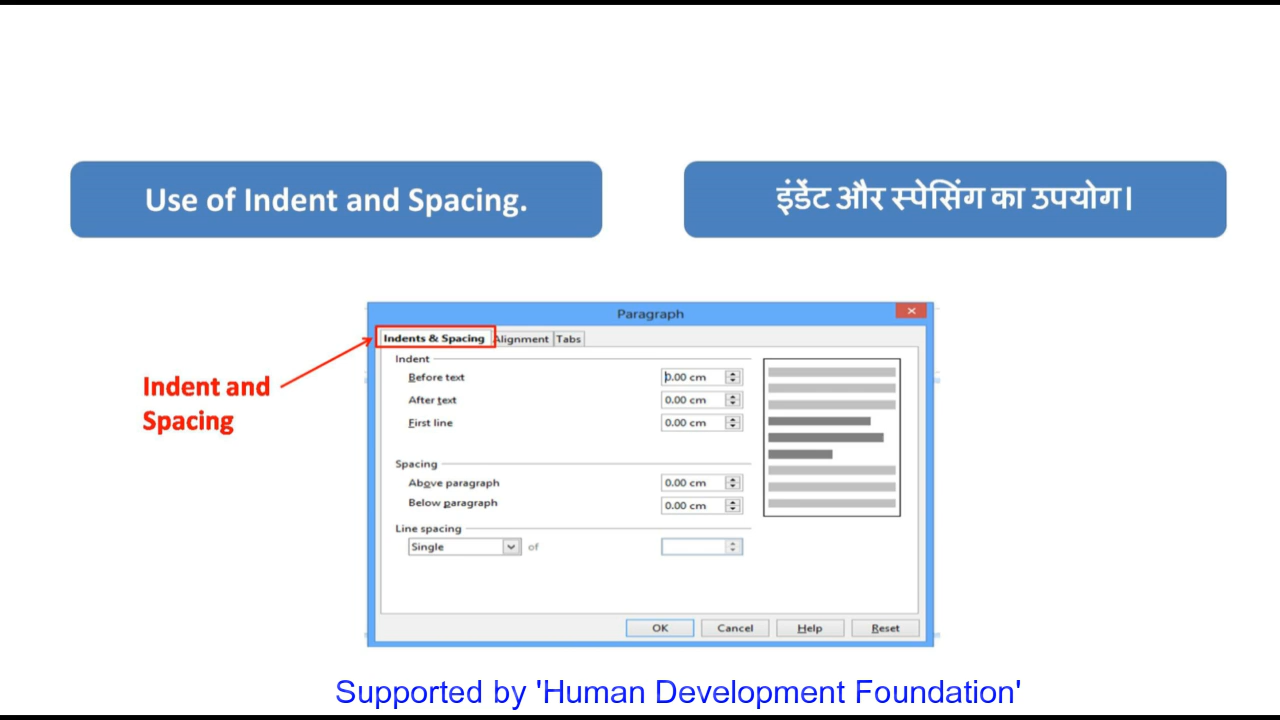 Use of Indent and Spacing.
इंडेंट और स्पेसिंग का उपयोग।
Paragraph
Indents & Spacing Alignment Tabs
Indent
Before text 0.00 cm
After text 0.00 cm
First line 0.00 cm
Indent and
Spacing
Spacing
Above paragraph 0.00 cm
Below paragraph 0.00 cm
Line spacing
Single of
OK Cancel Help Reset
Supported by 'Human Development Foundation'